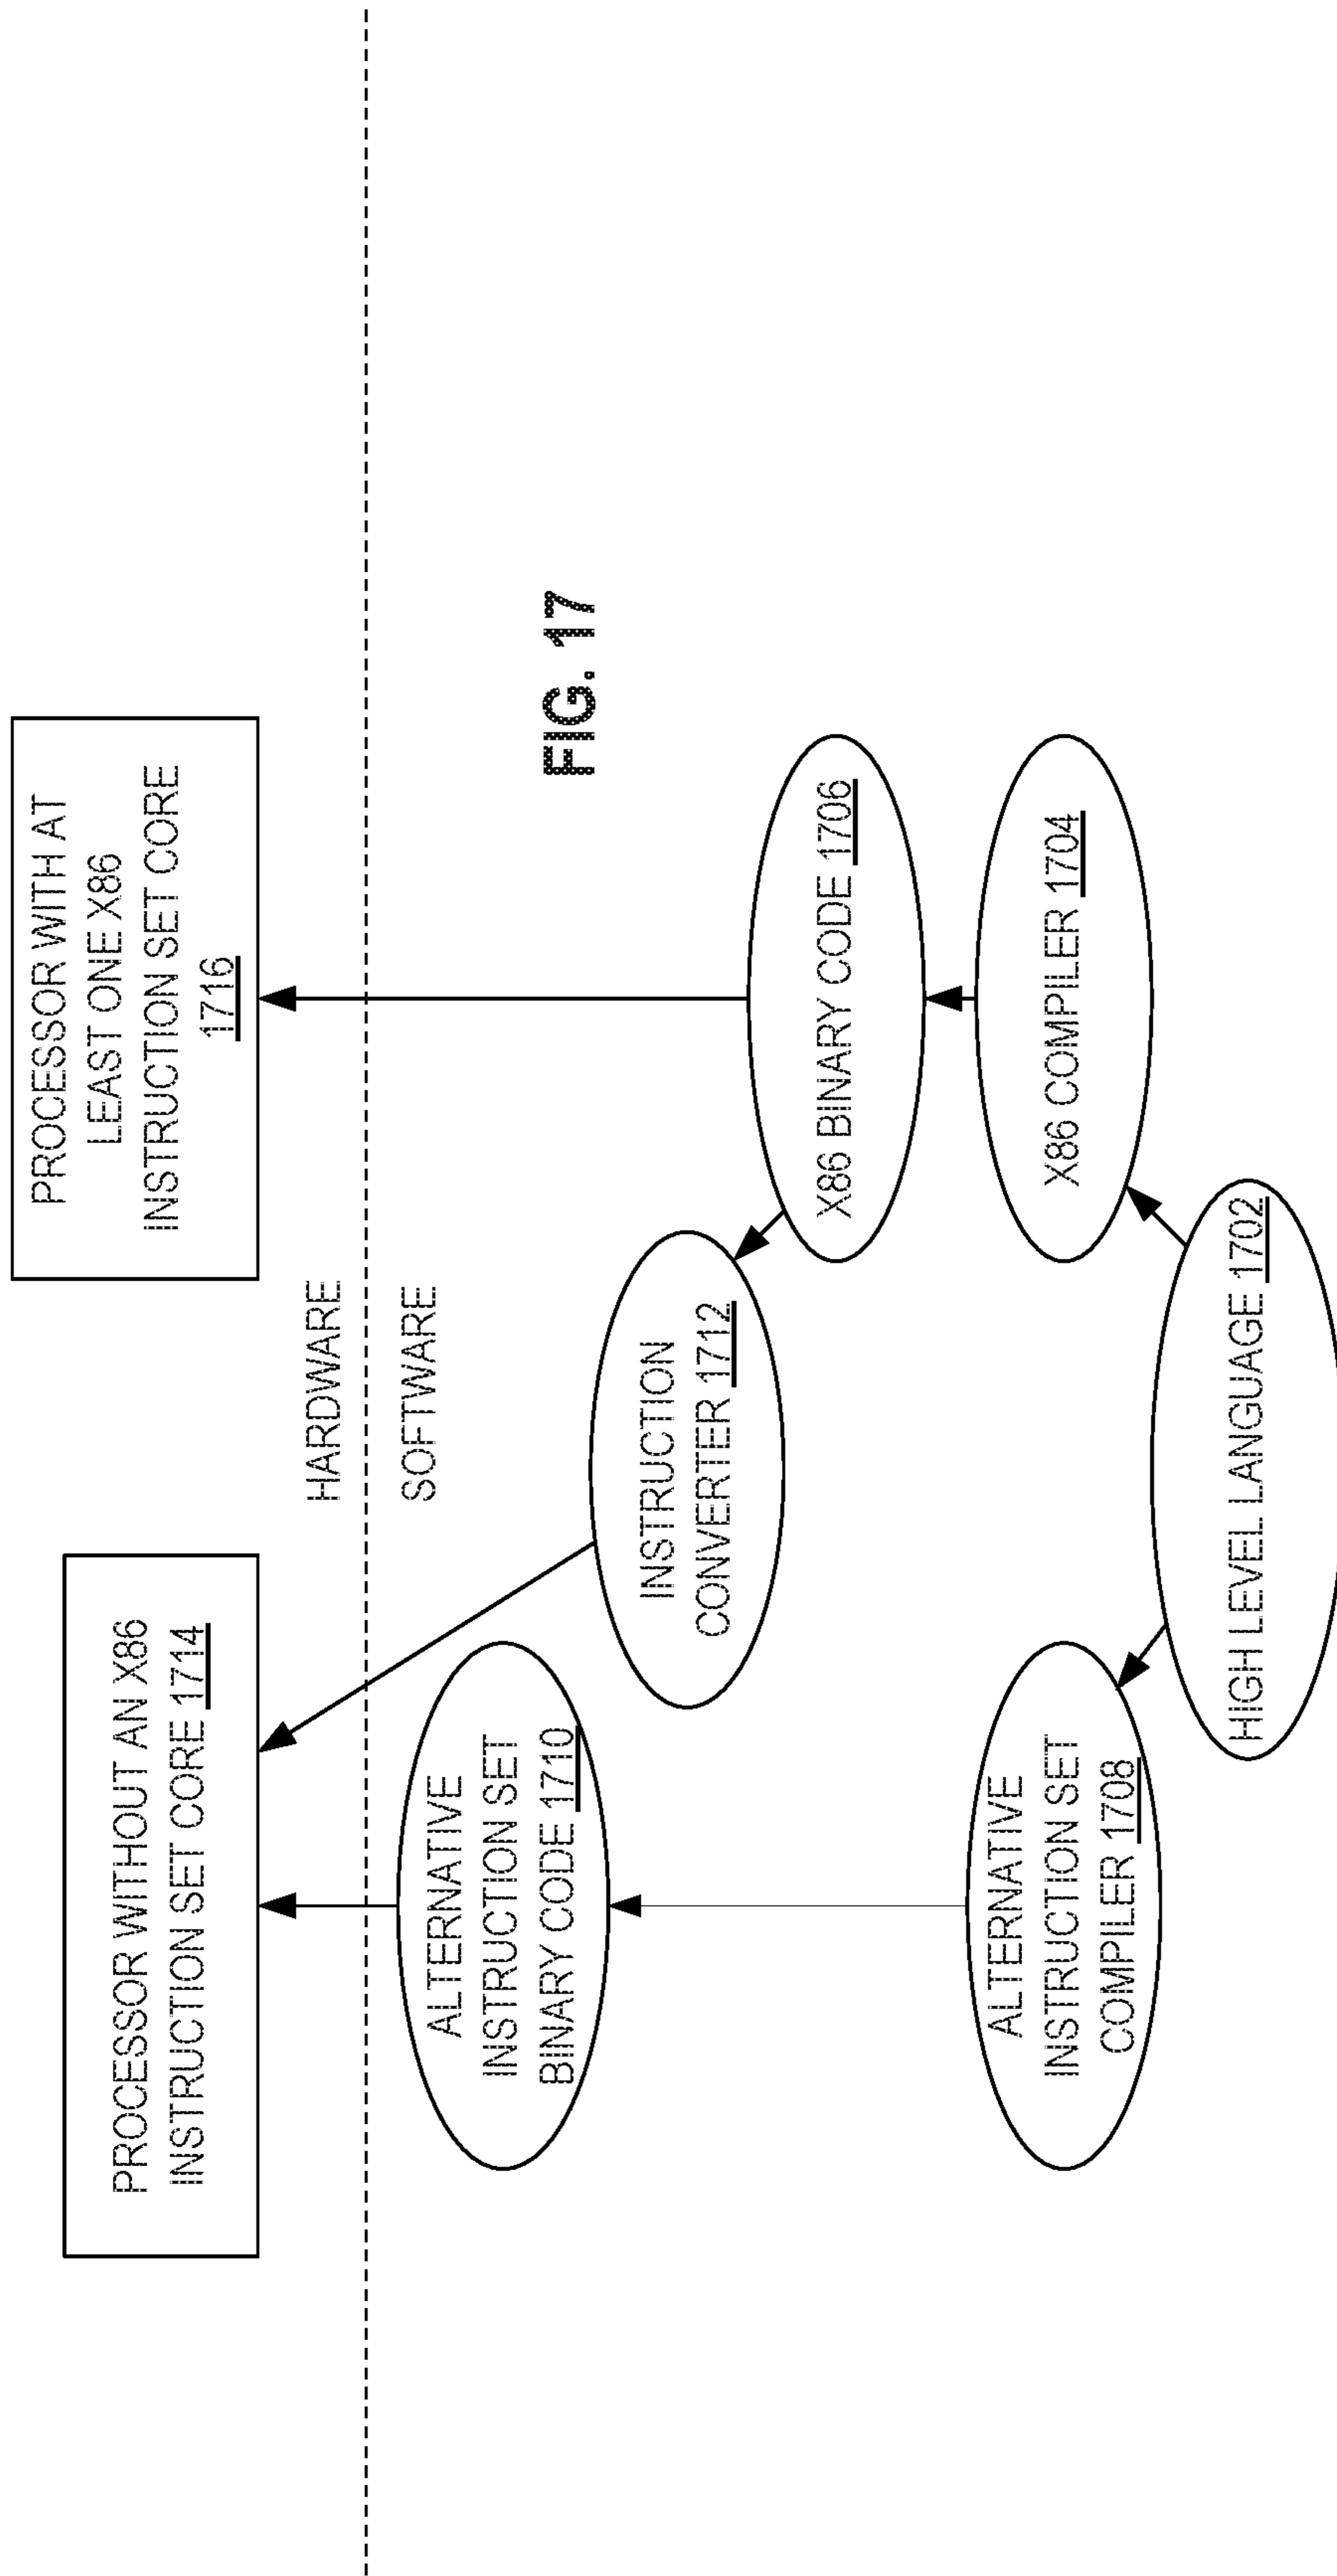 PROCESSOR WITHOUT AN X86
INSTRUCTION SET CORE 1714
PROCESSOR WITH AT
LEAST ONE X86
INSTRUCTION SET CORE
1716
HARDWARE
SOFTWARE
ALTERNATIVE
INSTRUCTION SET
BINARY CODE 1710
INSTRUCTION
CONVERTER 1712
FIG. 17
X86 BINARY CODE 1706
ALTERNATIVE
INSTRUCTION SET
COMPILER 1708
X86 COMPILER 1704
HIGH LEVEL LANGUAGE 1702